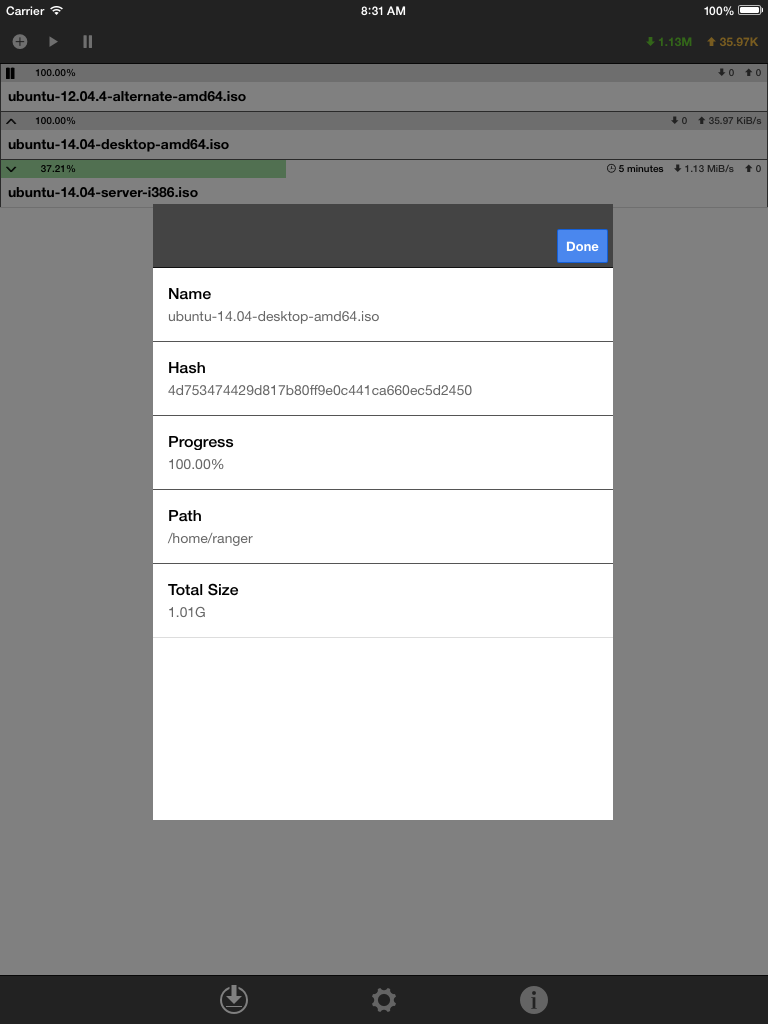 Carrier 8:31 AM 100%
1.13M 35.97K
100.00% 0 0
ubuntu-12.04.4-alternate-amd64.iso
100.00% 0 35.97 KiB/s
ubuntu-14.04-desktop-amd64.iso
37.21% 5 minutes 1.13 MiB/s 0
ubuntu-14.04-server-i386.iso
Done
Name
ubuntu-14.04-desktop-amd64.iso
Hash
4d753474429d817b80ff9e0c441ca660ec5d2450
Progress
100.00%
Path
/home/ranger
Total Size
1.01G